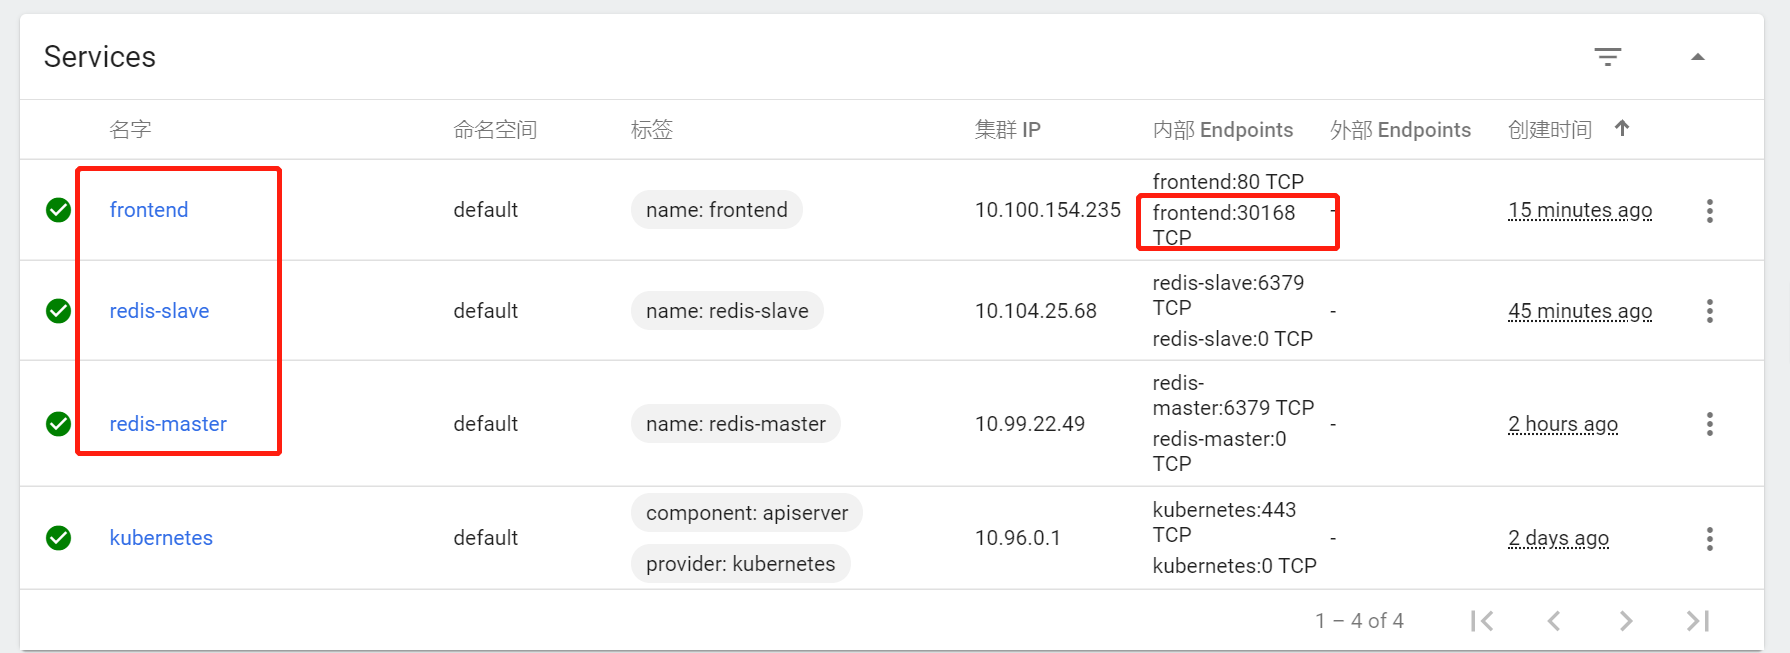 Services
名字 命名空间 标签 集群 IP 内部 Endpoints 外部 Endpoints 创建时间
frontend default name: frontend 10.100.154.235 frontend:80 TCP
frontend:30168
TCP
- 15 minutes ago
redis-slave default name: redis-slave 10.104.25.68 redis-slave:6379
TCP
redis-slave:0 TCP
- 45 minutes ago
redis-master default name: redis-master 10.99.22.49 redis-
master:6379 TCP
redis-master:0
TCP
- 2 hours ago
kubernetes default component: apiserver
provider: kubernetes
10.96.0.1 kubernetes:443
TCP
kubernetes:0 TCP
- 2 days ago
1 – 4 of 4